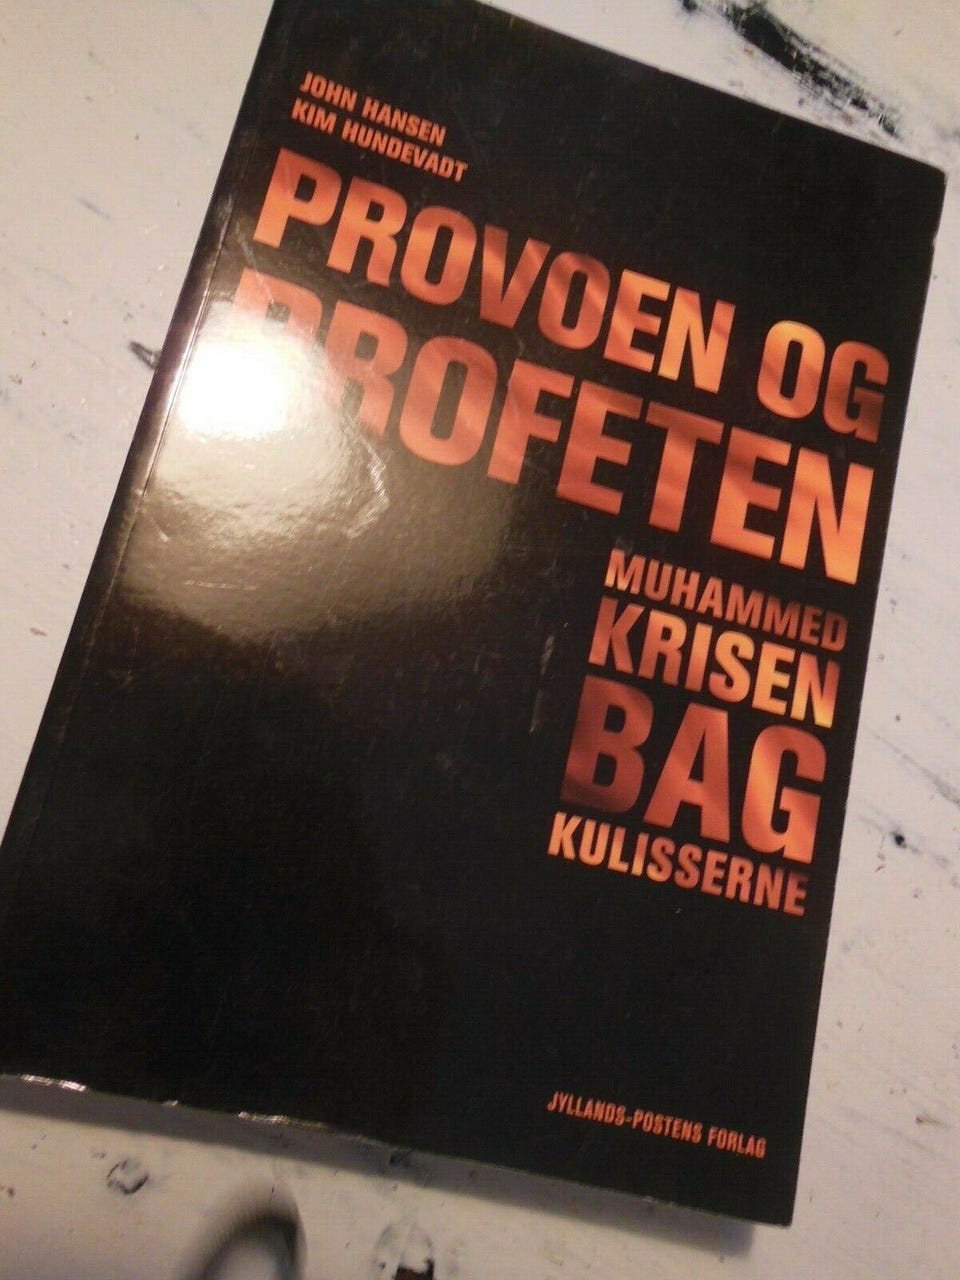 JOHN HANSEN
KIM HUNDEVADT
PROVOEN OG
PROFETEN
MUHAMMED
KRISEN
BAG
KULISSERNE
JYLLANDS-POSTENS FORLAG